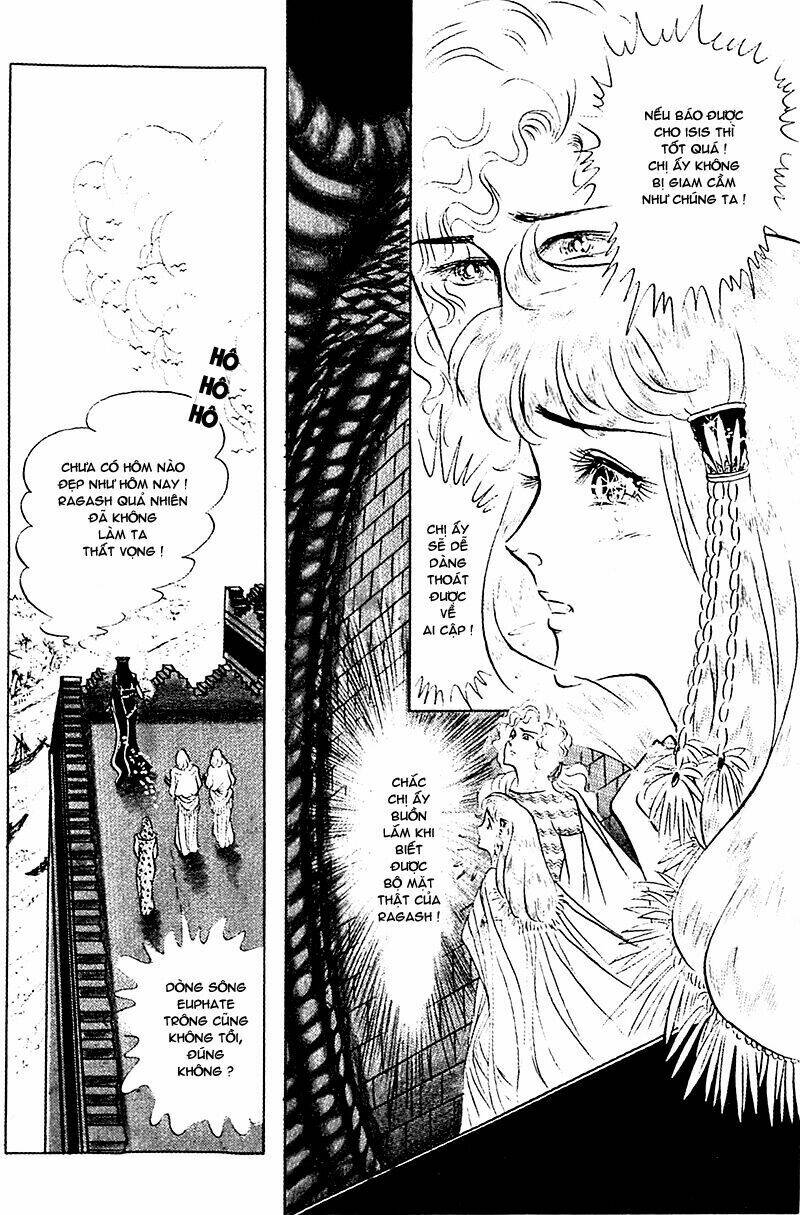 NẾU BÁO ĐƯỢC
CHO ISIS THÌ
TỐT QUÁ !
CHỊ ẤY KHÔNG
BỊ GIAM CẦM
NHƯ CHÚNG TA !
CHỊ ẤY
SẼ DỄ
DÀNG
THOÁT
ĐƯỢC
VỀ
AI CẬP !
CHẮC
CHỊ ẤY
BUỒN
LẮM KHI
BIẾT
ĐƯỢC
BỘ MẶT
THẬT CỦA
RAGASH !
HÔ
HÔ
HÔ
CHƯA CÓ HÔM NÀO
ĐẸP NHƯ HÔM NAY !
RAGASH QUẢ NHIÊN
ĐÃ KHÔNG
LÀM TA
THẤT VỌNG !
DÒNG SÔNG
EUPHATE
TRÔNG CŨNG
KHÔNG TỒI,
ĐÚNG
KHÔNG ?